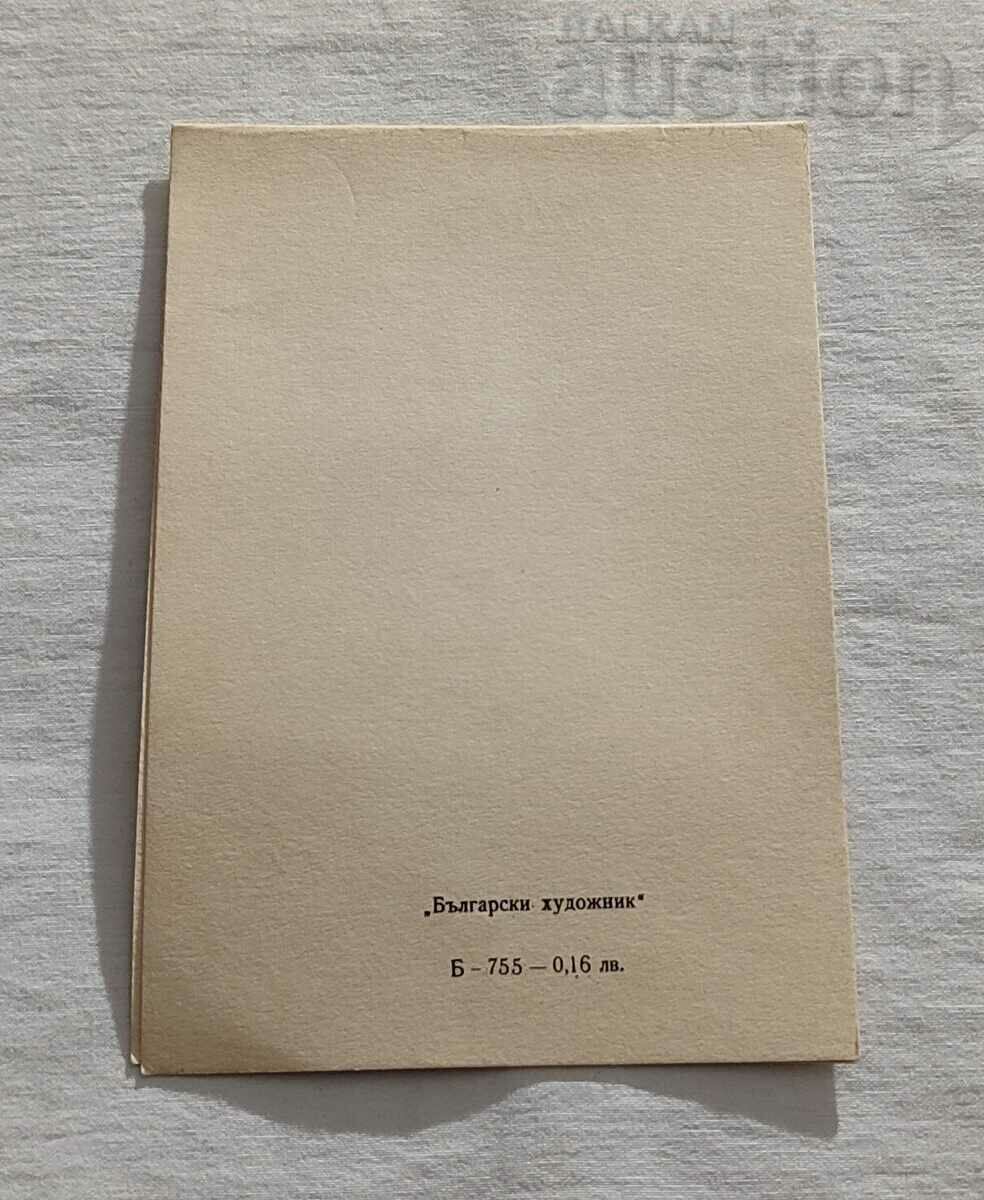 BALKAN
auction
„Български художник“
Б – 755 — 0,16 лв.